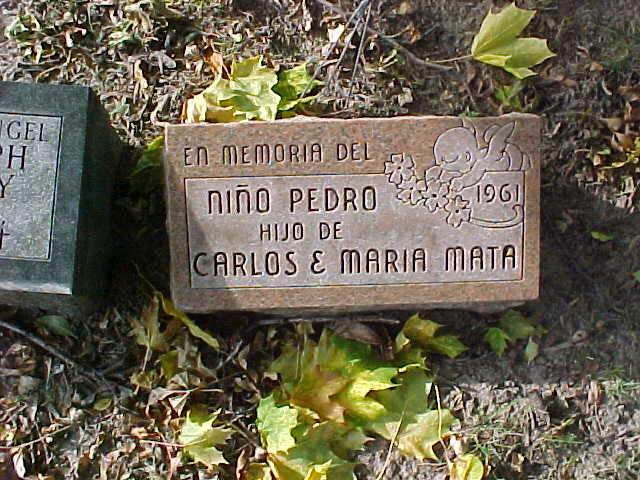 EN MEMORIA DEL
NIÑO PEDRO 1961
HIJO DE
CARLOS & MARIA MATA